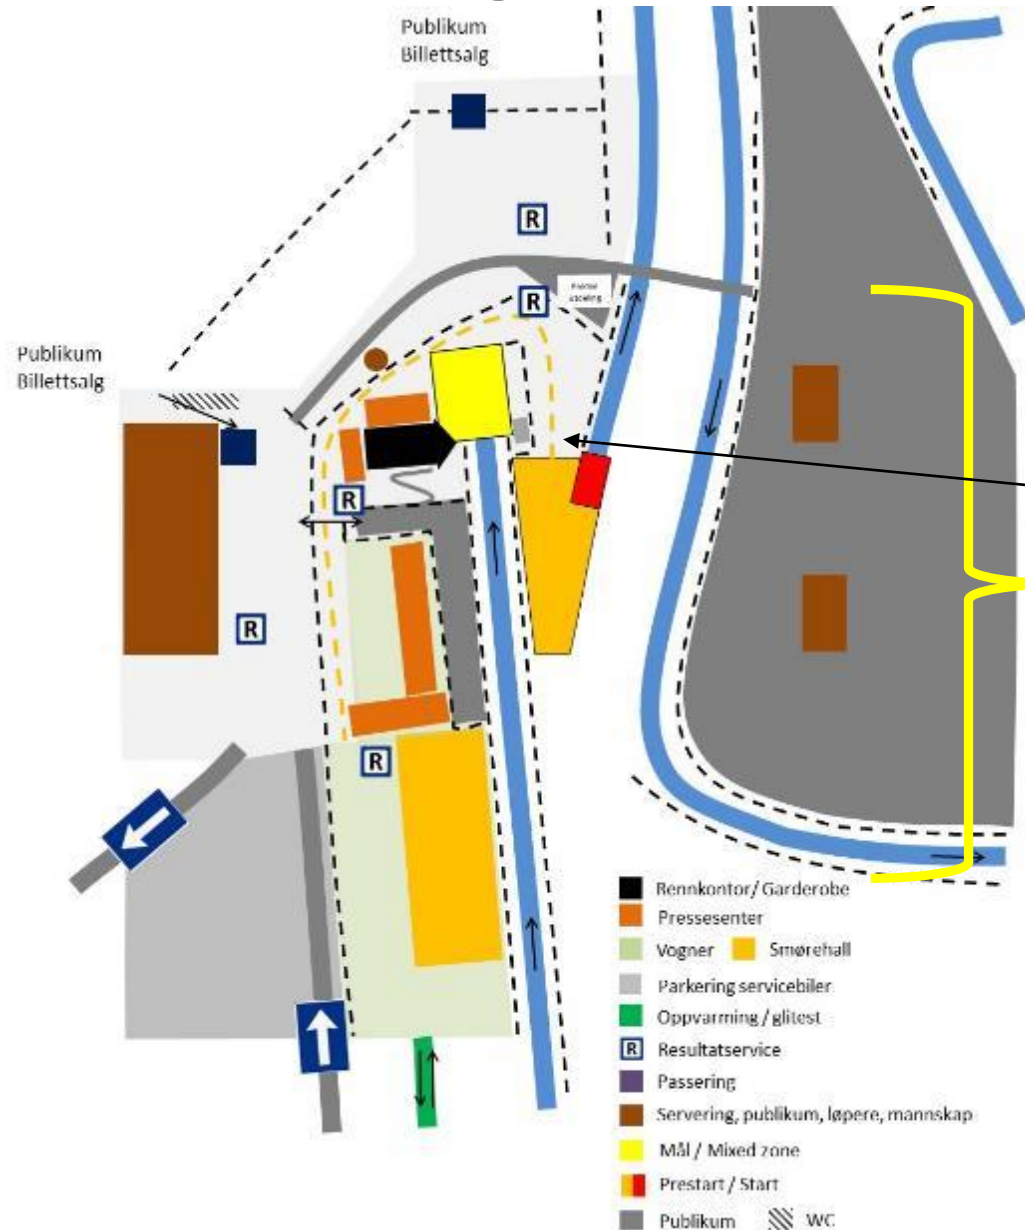 Publikum
Billettsalg
R
R
Publikum
Billettsalg
R
R
R
Rennkontor/ Garderobe
Pressesenter
Vogner
Smørehall
Parkering servicebiler
Oppvarming / glitest
R
Resultatservice
Passering
Servering, publikum, løpere, mannskap
Mål / Mixed zone
Prestart / Start
Publikum
WC